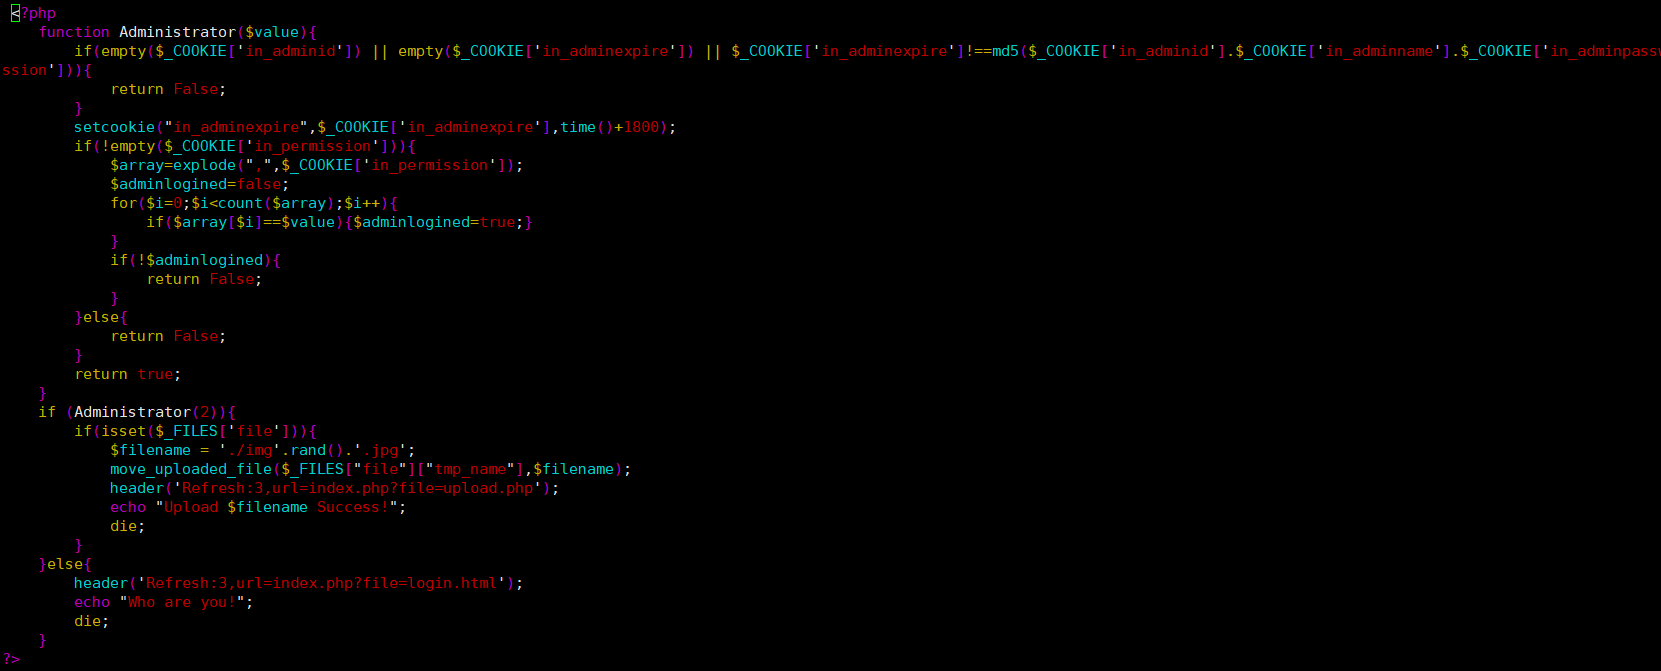 <?php
function Administrator($value){
if(empty($_COOKIE['in_adminid']) || empty($_COOKIE['in_adminexpire']) || $_COOKIE['in_adminexpire']!==md5($_COOKIE['in_adminid'].$_COOKIE['in_adminname'].$_COOKIE['in_adminpass
ssion'])){
return False;
}
setcookie("in_adminexpire",$_COOKIE['in_adminexpire'],time()+1800);
if(!empty($_COOKIE['in_permission'])){
$array=explode(",",$_COOKIE['in_permission']);
$adminlogined=false;
for($i=0;$i<count($array);$i++){
if($array[$i]==$value){$adminlogined=true;}
}
if(!$adminlogined){
return False;
}
}else{
return False;
}
return true;
}
if (Administrator(2)){
if(isset($_FILES['file'])){
$filename = './img'.rand().'.jpg';
move_uploaded_file($_FILES["file"]["tmp_name"],$filename);
header('Refresh:3,url=index.php?file=upload.php');
echo "Upload $filename Success!";
die;
}
}else{
header('Refresh:3,url=index.php?file=login.html');
echo "Who are you!";
die;
}
?>